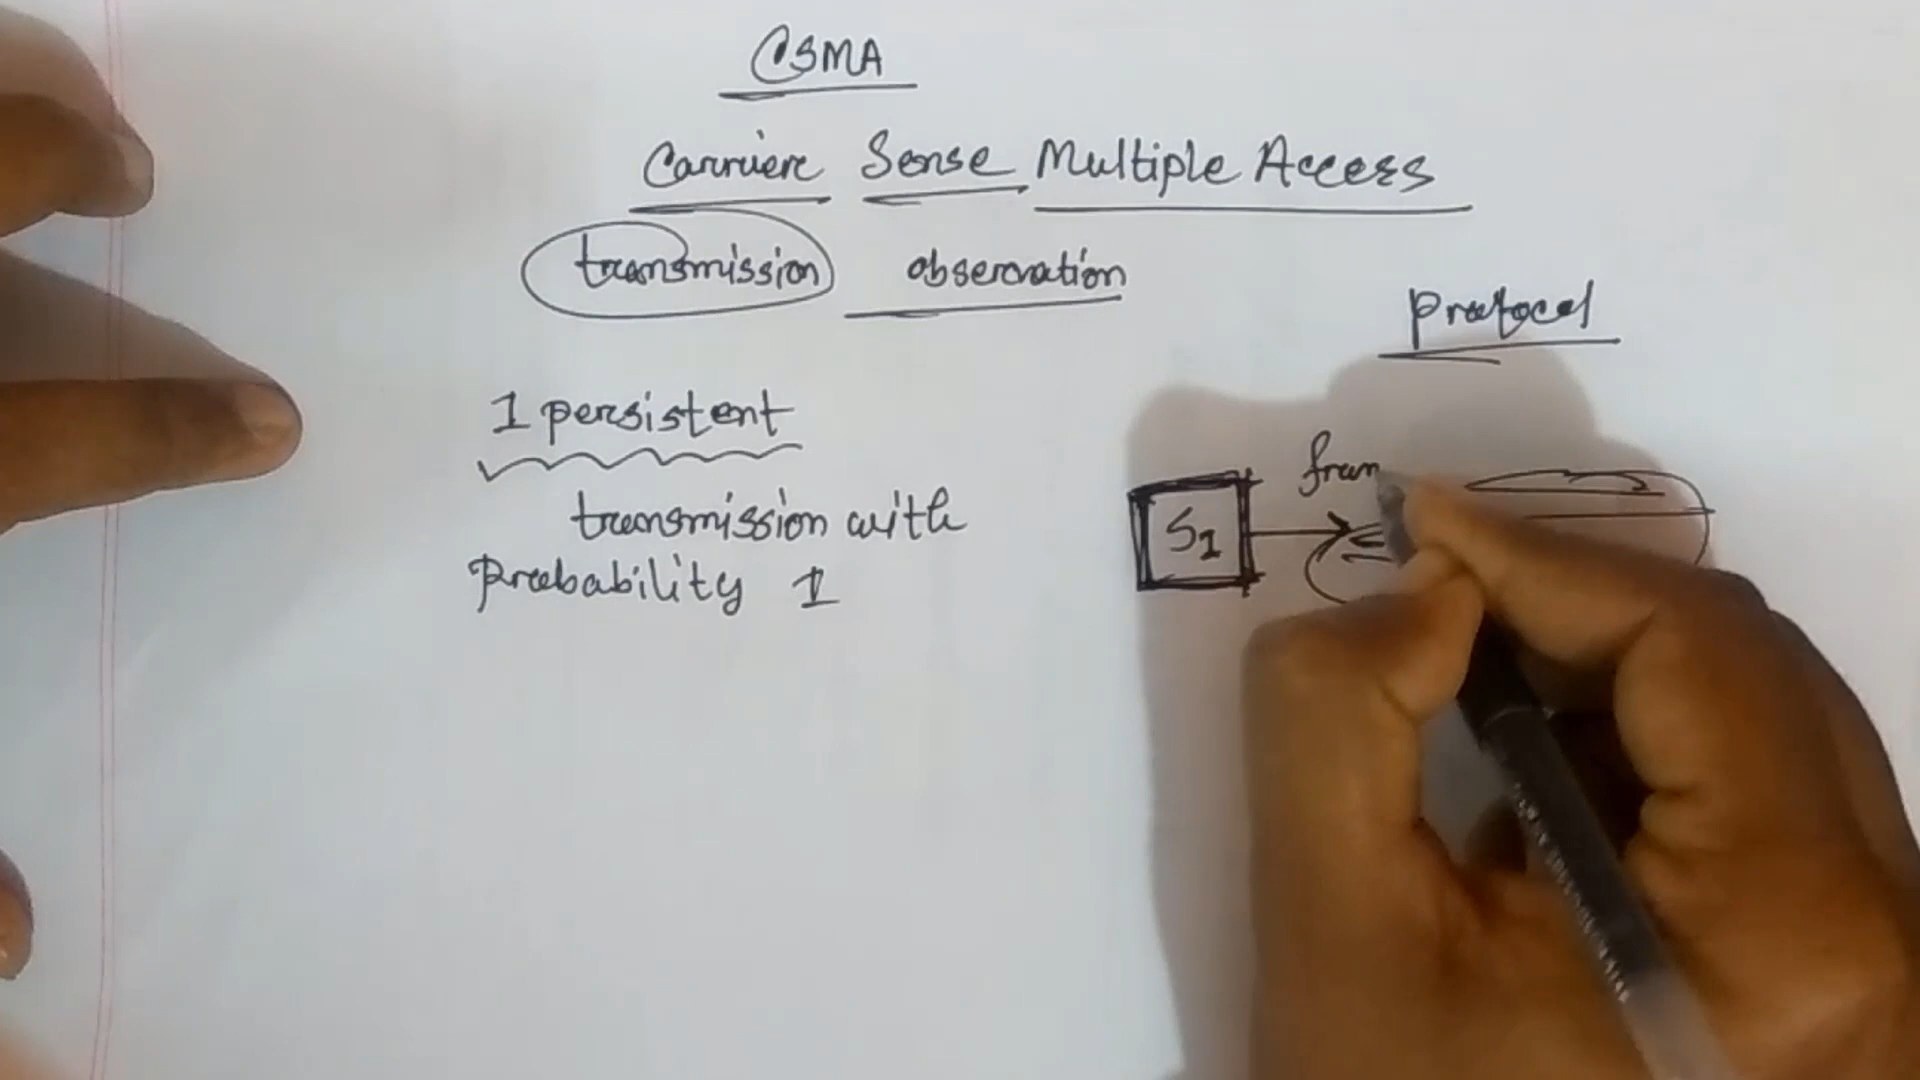 CSMA
Carrier Sense Multiple Access
transmission observation
Protocol
1 persistent
transmission with
Probability 1
S1
fram